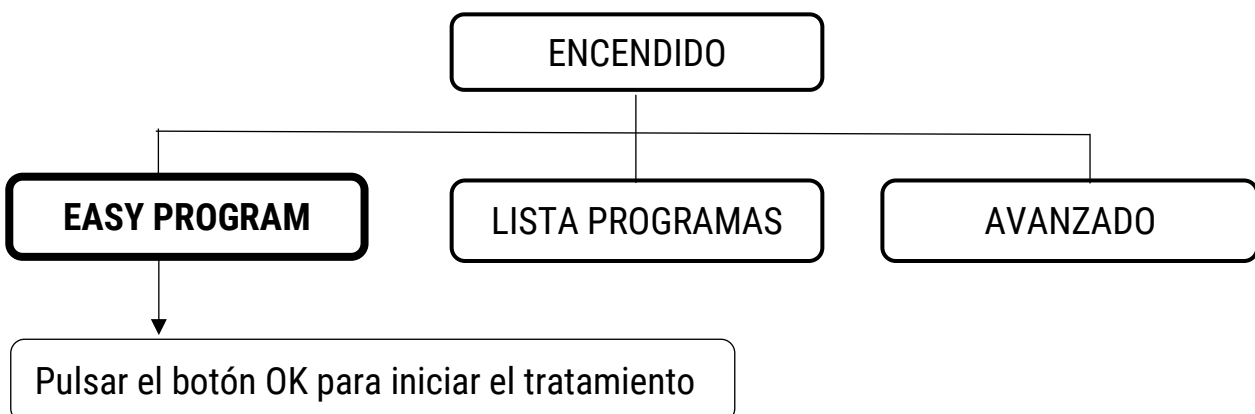 ENCENDIDO
EASY PROGRAM
LISTA PROGRAMAS
AVANZADO
Pulsar el botón OK para iniciar el tratamiento